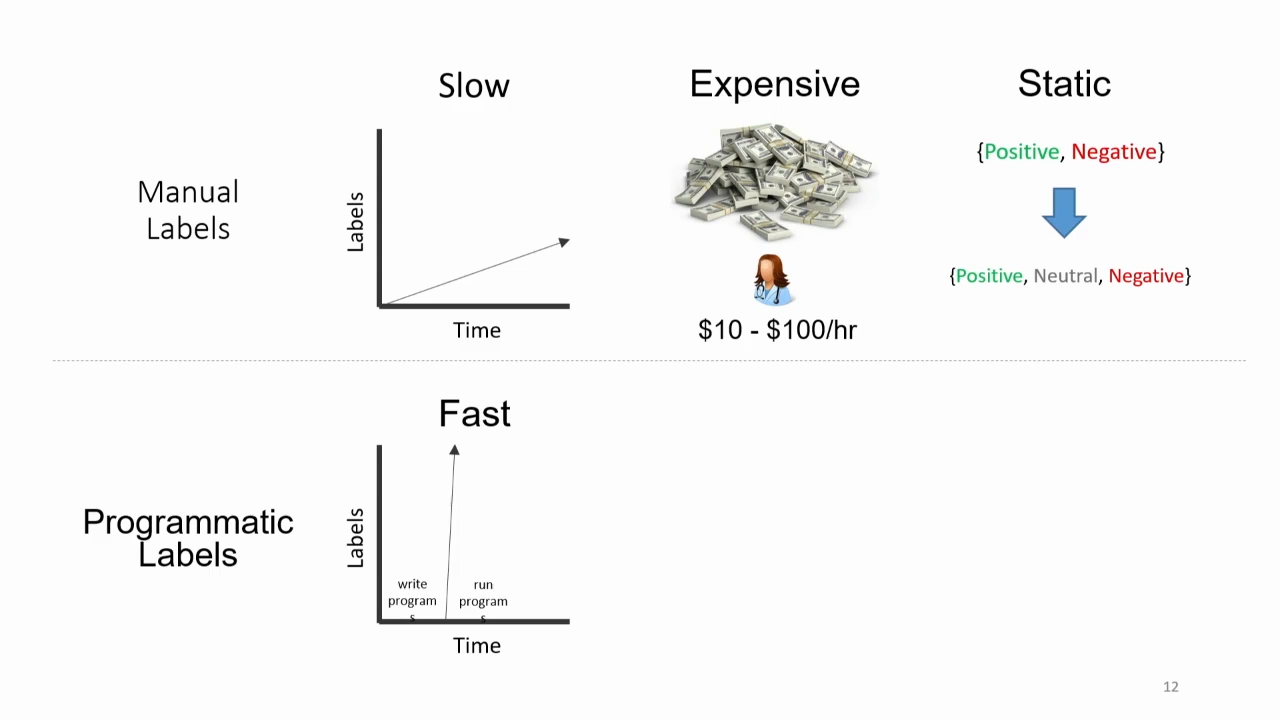 Slow
Expensive
Static
Manual
Labels
Labels
Time
$10 - $100/hr
{Positive, Negative}
{Positive, Neutral, Negative}
Fast
Programmatic
Labels
Labels
write
program
s
run
program
s
Time
12